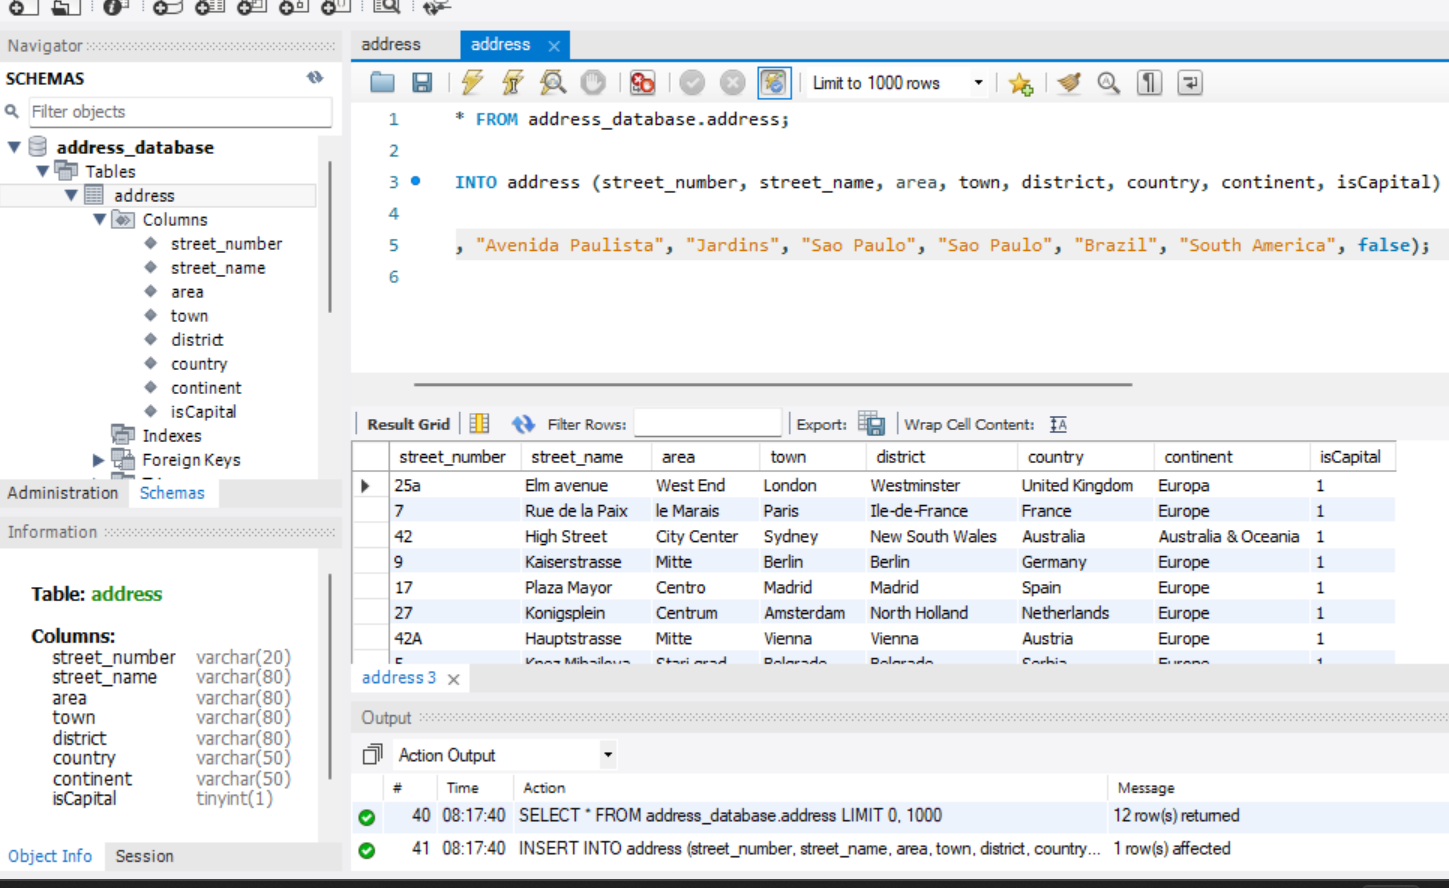 Navigator
SCHEMAS
Filter objects
address_database
Tables
address
Columns
street_number
street_name
area
town
district
country
continent
isCapital
Indexes
Foreign Keys
Administration Schemas
Information
Table: address
Columns:
street_number varchar(20)
street_name varchar(80)
area varchar(80)
town varchar(80)
district varchar(80)
country varchar(50)
continent varchar(50)
isCapital tinyint(1)
Object Info Session
address address
Limit to 1000 rows
1 * FROM address_database.address;
2
3 INTO address (street_number, street_name, area, town, district, country, continent, isCapital)
4
5 , "Avenida Paulista", "Jardins", "Sao Paulo", "Sao Paulo", "Brazil", "South America", false);
6
Result Grid Filter Rows: Export: Wrap Cell Content:
street_number street_name area town district country continent isCapital
25a Elm avenue West End London Westminster United Kingdom Europa 1
7 Rue de la Paix le Marais Paris Ile-de-France France Europe 1
42 High Street City Center Sydney New South Wales Australia Australia & Oceania 1
9 Kaiserstrasse Mitte Berlin Berlin Germany Europe 1
17 Plaza Mayor Centro Madrid Madrid Spain Europe 1
27 Konigsplein Centrum Amsterdam North Holland Netherlands Europe 1
42A Hauptstrasse Mitte Vienna Vienna Austria Europe 1
5 Knez Mihailova Stari grad Belgrade Belgrade Serbia Europe 1
address 3
Output
Action Output
# Time Action Message
40 08:17:40 SELECT * FROM address_database.address LIMIT 0, 1000 12 row(s) returned
41 08:17:40 INSERT INTO address (street_number, street_name, area, town, district, country... 1 row(s) affected